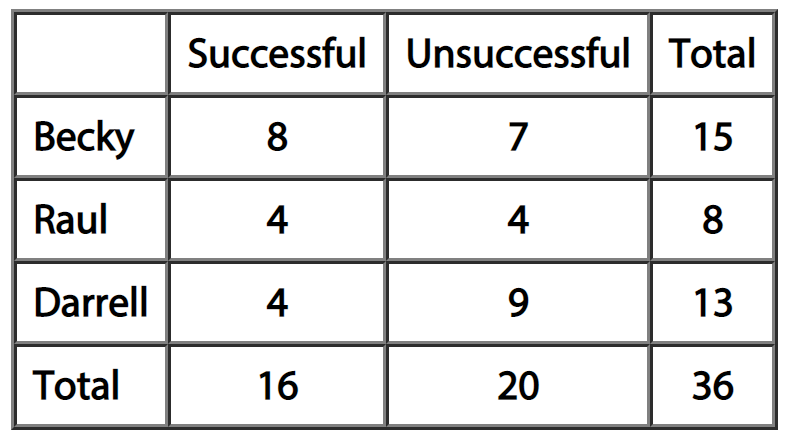 Successful Unsuccessful Total
Becky 8 7 15
Raul 4 4 8
Darrell 4 9 13
Total 16 20 36